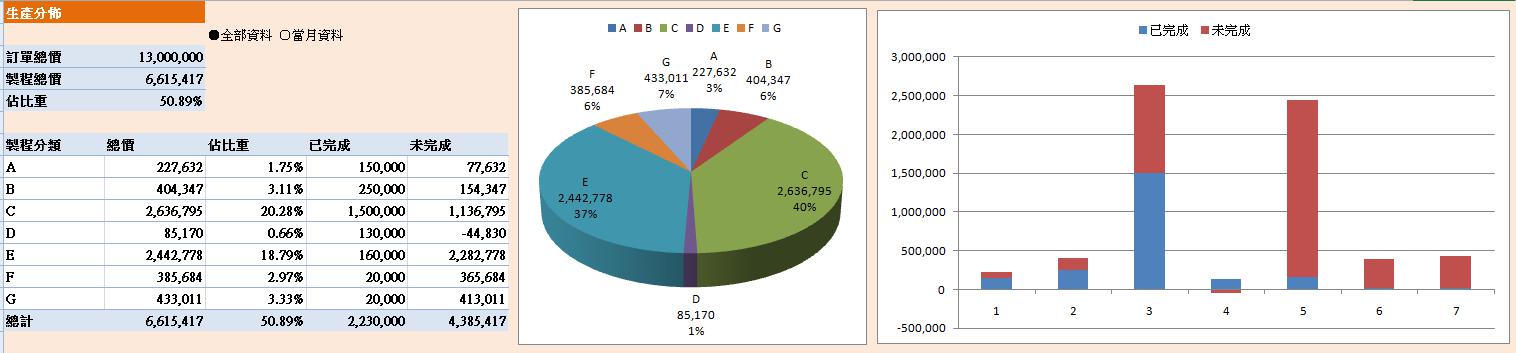 生產分佈
●全部資料 ○當月資料
訂單總價 13,000,000
製程總價 6,615,417
佔比重 50.89%
製程分類 總價 佔比重 已完成 未完成
A 227,632 1.75% 150,000 77,632
B 404,347 3.11% 250,000 154,347
C 2,636,795 20.28% 1,500,000 1,136,795
D 85,170 0.66% 130,000 -44,830
E 2,442,778 18.79% 160,000 2,282,778
F 385,684 2.97% 20,000 365,684
G 433,011 3.33% 20,000 413,011
總計 6,615,417 50.89% 2,230,000 4,385,417
A B C D E F G
A
227,632
3%
B
404,347
6%
C
2,636,795
40%
D
85,170
1%
E
2,442,778
37%
F
385,684
6%
G
433,011
7%
已完成 未完成
3,000,000
2,500,000
2,000,000
1,500,000
1,000,000
500,000
0
-500,000
1 2 3 4 5 6 7